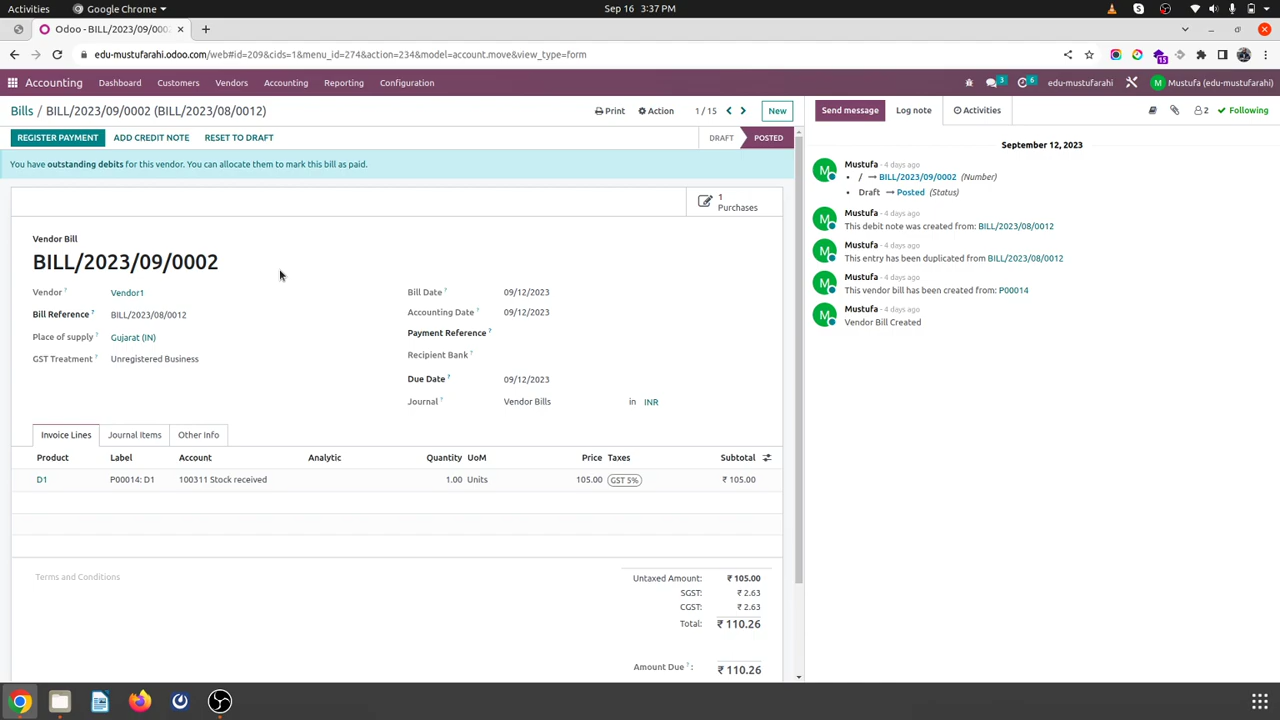 Activities
Google Chrome
Sep 16 3:37 PM
Odoo - BILL/2023/09/000
edu-mustufarahi.odoo.com/web#id=209&cids=1&menu_id=274&action=234&model=account.move&view_type=form
15
Accounting Dashboard Customers Vendors Accounting Reporting Configuration
3 6 edu-mustufarahi M Mustufa (edu-mustufarahi)
Bills / BILL/2023/09/0002 (BILL/2023/08/0012)
Print Action 1 / 15 New
Send message Log note Activities 2 Following
REGISTER PAYMENT ADD CREDIT NOTE RESET TO DRAFT
DRAFT POSTED
You have outstanding debits for this vendor. You can allocate them to mark this bill as paid.
1
Purchases
Vendor Bill
BILL/2023/09/0002
Vendor ? Vendor1
Bill Reference ? BILL/2023/08/0012
Place of supply ? Gujarat (IN)
GST Treatment ? Unregistered Business
Bill Date ? 09/12/2023
Accounting Date ? 09/12/2023
Payment Reference ?
Recipient Bank ?
Due Date ? 09/12/2023
Journal ? Vendor Bills in INR
Invoice Lines Journal Items Other Info
Product Label Account Analytic Quantity UoM Price Taxes Subtotal
D1 P00014: D1 100311 Stock received 1.00 Units 105.00 GST 5% ₹ 105.00
Terms and Conditions
Untaxed Amount: ₹ 105.00
SGST: ₹ 2.63
CGST: ₹ 2.63
Total: ₹ 110.26
Amount Due ? : ₹ 110.26
September 12, 2023
M
Mustufa - 4 days ago
• / → BILL/2023/09/0002 (Number)
• Draft → Posted (Status)
M
Mustufa - 4 days ago
This debit note was created from: BILL/2023/08/0012
M
Mustufa - 4 days ago
This entry has been duplicated from BILL/2023/08/0012
M
Mustufa - 4 days ago
This vendor bill has been created from: P00014
M
Mustufa - 4 days ago
Vendor Bill Created